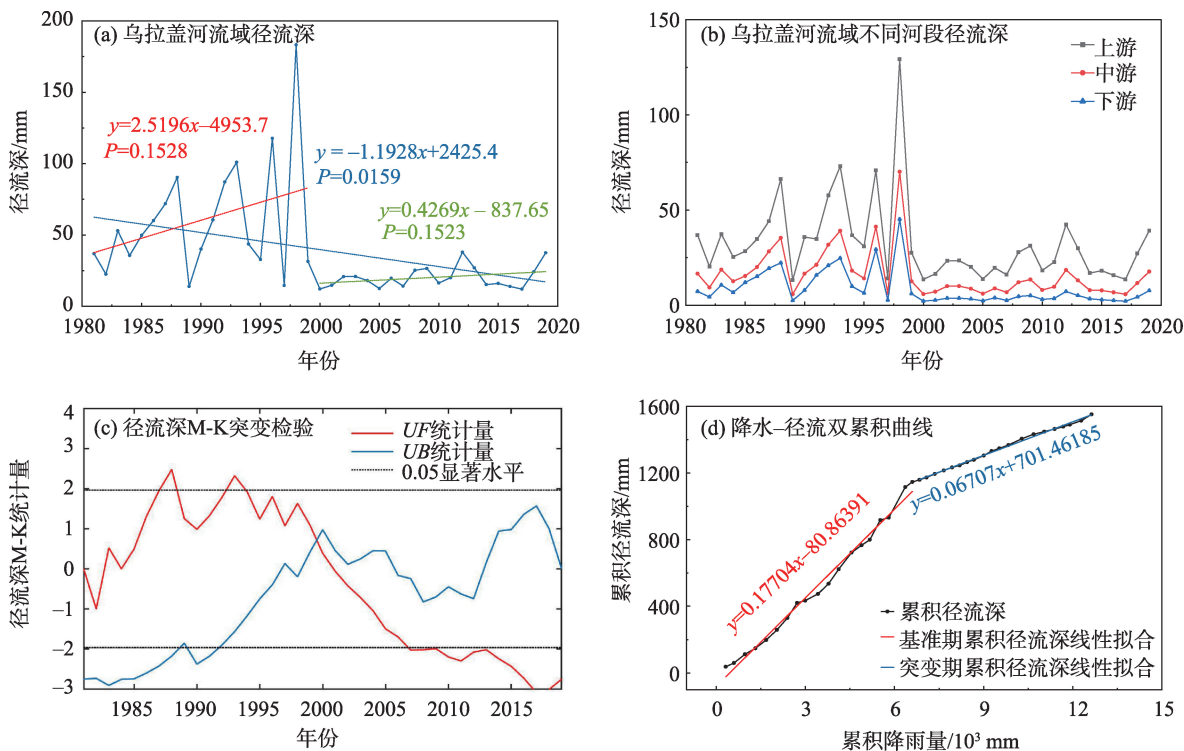 (a) 乌拉盖河流域径流深
200
150
100
50
0
径流深/mm
y=2.5196x–4953.7
P=0.1528
y = –1.1928x+2425.4
P=0.0159
y=0.4269x – 837.65
P=0.1523
1980 1985 1990 1995 2000 2005 2010 2015 2020
年份
(b) 乌拉盖河流域不同河段径流深
上游
中游
下游
150
100
50
0
径流深/mm
1980 1985 1990 1995 2000 2005 2010 2015 2020
年份
(c) 径流深M-K突变检验
UF统计量
UB统计量
0.05显著水平
4
3
2
1
0
–1
–2
–3
径流深M-K统计量
1985 1990 1995 2000 2005 2010 2015
年份
(d) 降水–径流双累积曲线
1600
1200
800
400
0
累积径流深/mm
y=0.17704x–80.86391
y=0.06707x+701.46185
累积径流深
基准期累积径流深线性拟合
突变期累积径流深线性拟合
0 3 6 9 12 15
累积降雨量/10³ mm